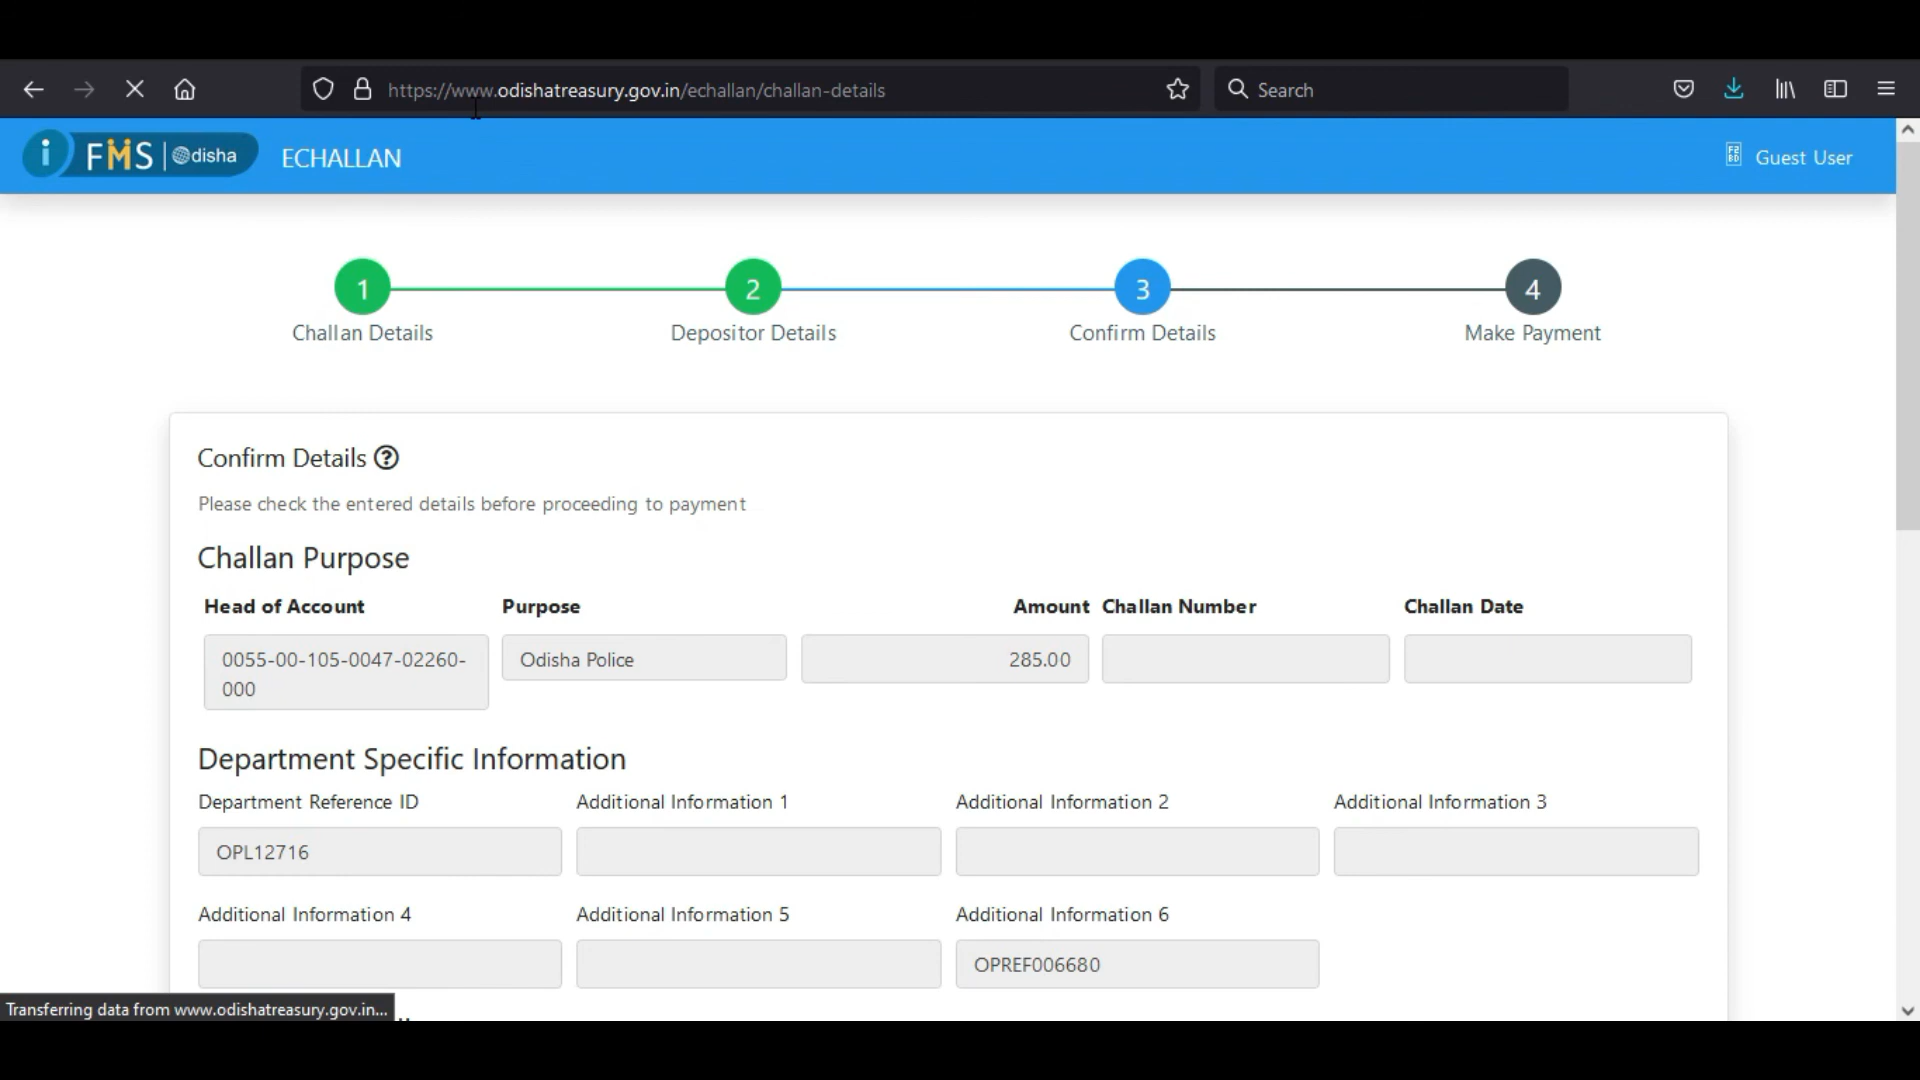 https://www.odishatreasury.gov.in/echallan/challan-details
Search
i FMS | Odisha
ECHALLAN
Guest User
1
2
3
4
Challan Details
Depositor Details
Confirm Details
Make Payment
Confirm Details
Please check the entered details before proceeding to payment
Challan Purpose
Head of Account
Purpose
Amount
Challan Number
Challan Date
0055-00-105-0047-02260-
000
Odisha Police
285.00
Department Specific Information
Department Reference ID
Additional Information 1
Additional Information 2
Additional Information 3
OPL12716
Additional Information 4
Additional Information 5
Additional Information 6
OPREF006680
Transferring data from www.odishatreasury.gov.in...